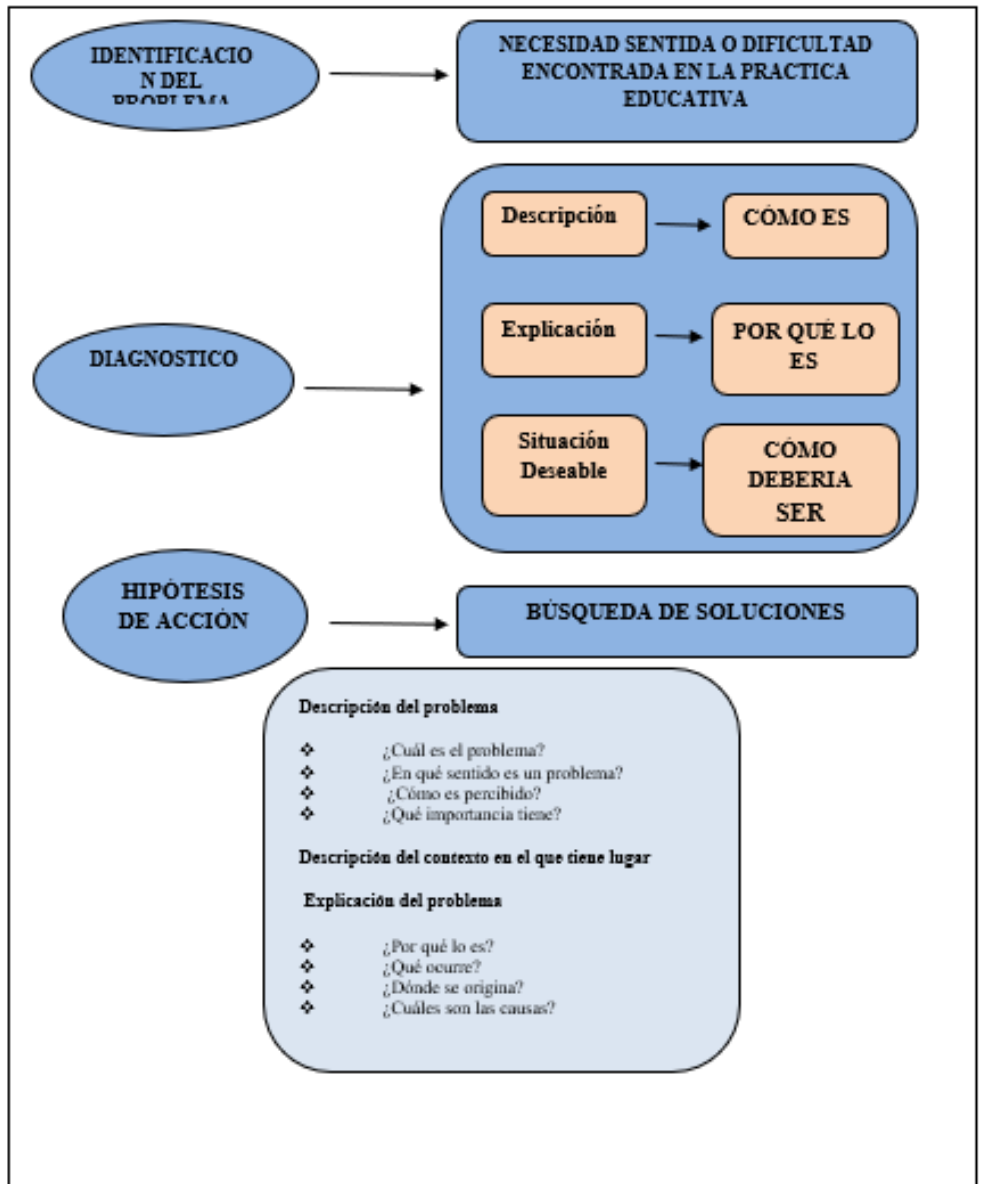 IDENTIFICACIO
N DEL
PROBLEMA
NECESIDAD SENTIDA O DIFICULTAD
ENCONTRADA EN LA PRACTICA
EDUCATIVA
DIAGNOSTICO
Descripción
CÓMO ES
Explicación
POR QUÉ LO
ES
Situación
Deseable
CÓMO
DEBERIA
SER
HIPÓTESIS
DE ACCIÓN
BÚSQUEDA DE SOLUCIONES
Descripción del problema
❖ ¿Cuál es el problema?
❖ ¿En qué sentido es un problema?
❖ ¿Cómo es percibido?
❖ ¿Qué importancia tiene?
Descripción del contexto en el que tiene lugar
Explicación del problema
❖ ¿Por qué lo es?
❖ ¿Qué ocurre?
❖ ¿Dónde se origina?
❖ ¿Cuáles son las causas?